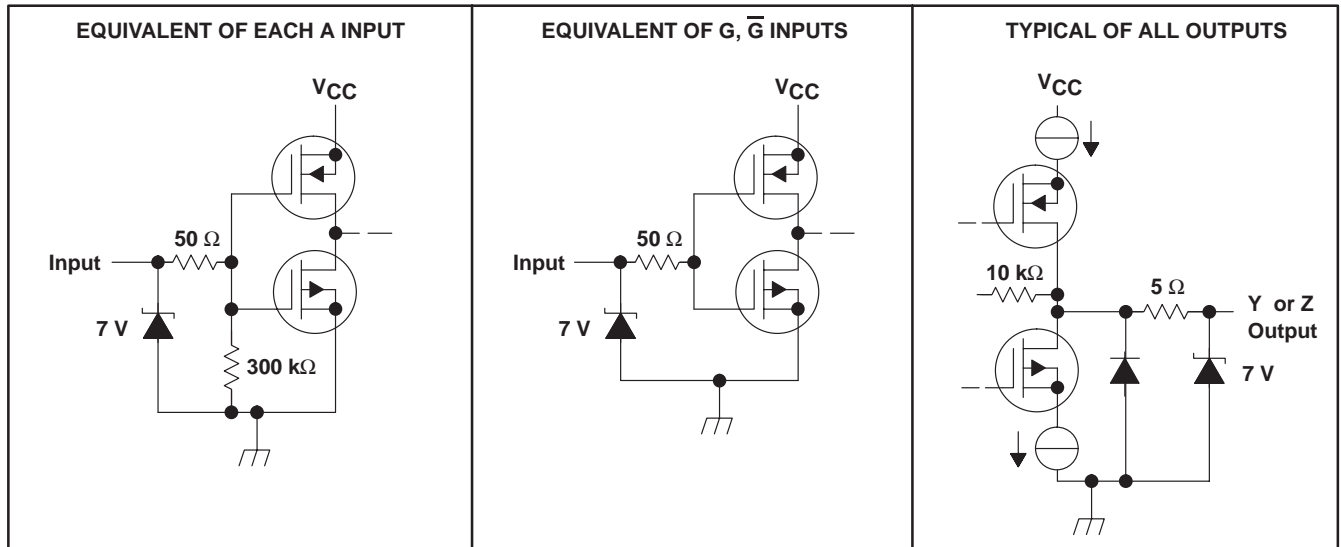 EQUIVALENT OF EACH A INPUT
VCC
50 Ω
Input
7 V
300 kΩ
EQUIVALENT OF G, G̅ INPUTS
VCC
50 Ω
Input
7 V
TYPICAL OF ALL OUTPUTS
VCC
10 kΩ
5 Ω
Y or Z
Output
7 V